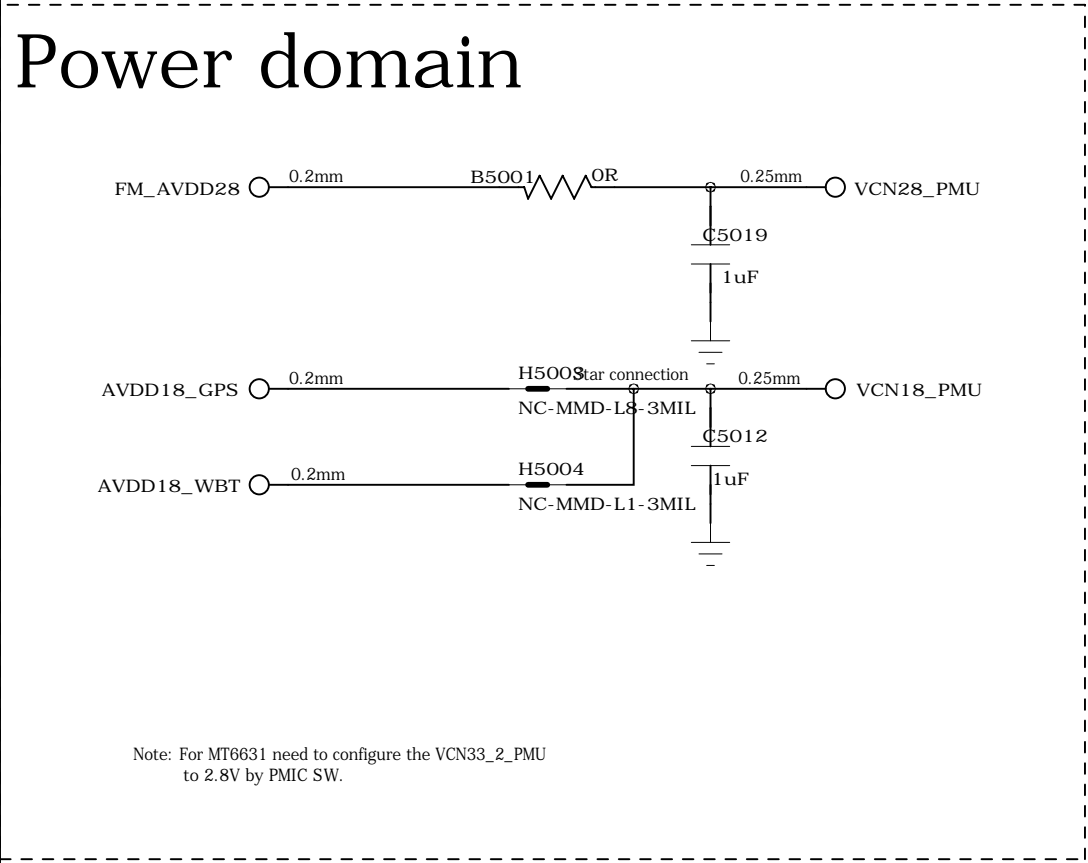 Power domain
FM_AVDD28 0.2mm B5001 0R 0.25mm VCN28_PMU
C5019
1uF
H5003 Star connection
AVDD18_GPS 0.2mm 0.25mm VCN18_PMU
NC-MMD-L8-3MIL
C5012
H5004
AVDD18_WBT 0.2mm 1uF
NC-MMD-L1-3MIL
Note: For MT6631 need to configure the VCN33_2_PMU
to 2.8V by PMIC SW.